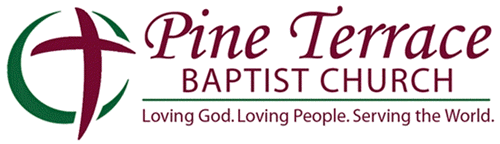 Pine Terrace
BAPTIST CHURCH
Loving God. Loving People. Serving the World.